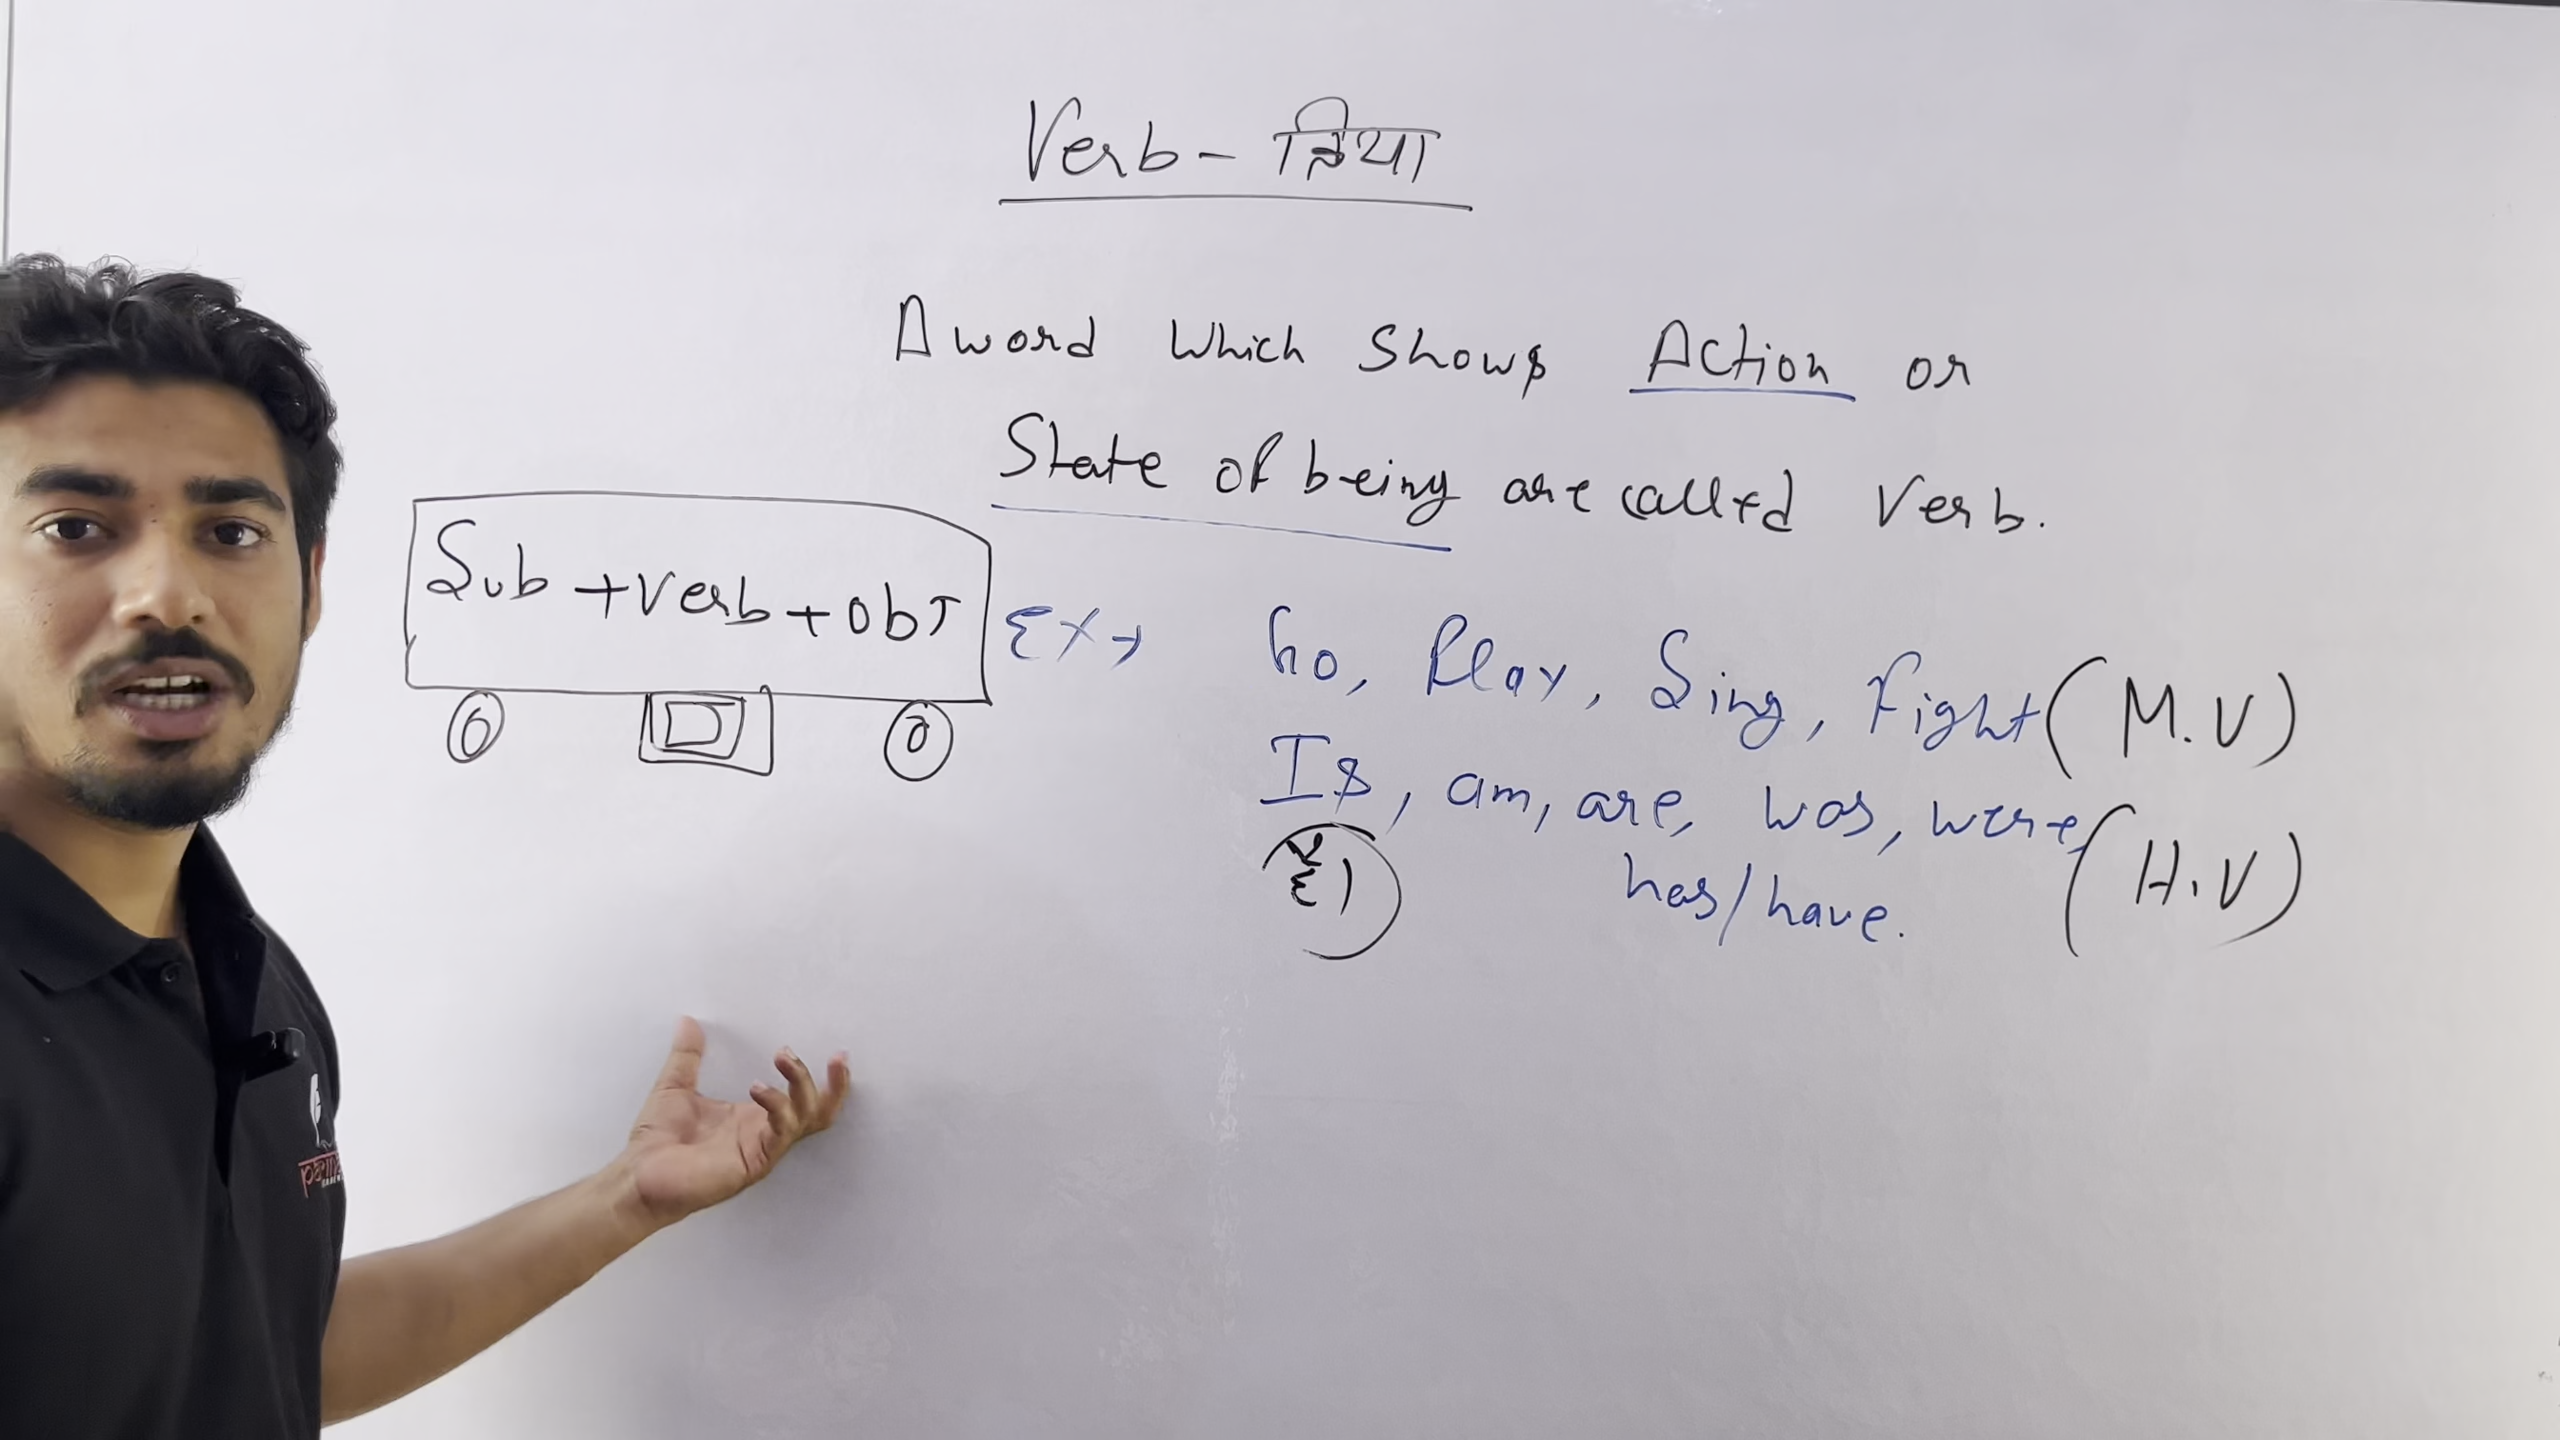 Verb - क्रिया
A word which shows Action or
State of being are called Verb.
Sub + Verb + obj
Ex → Go, Play, Sing, Fight (M.V)
Is, am, are, was, were, (H.V)
has/have.